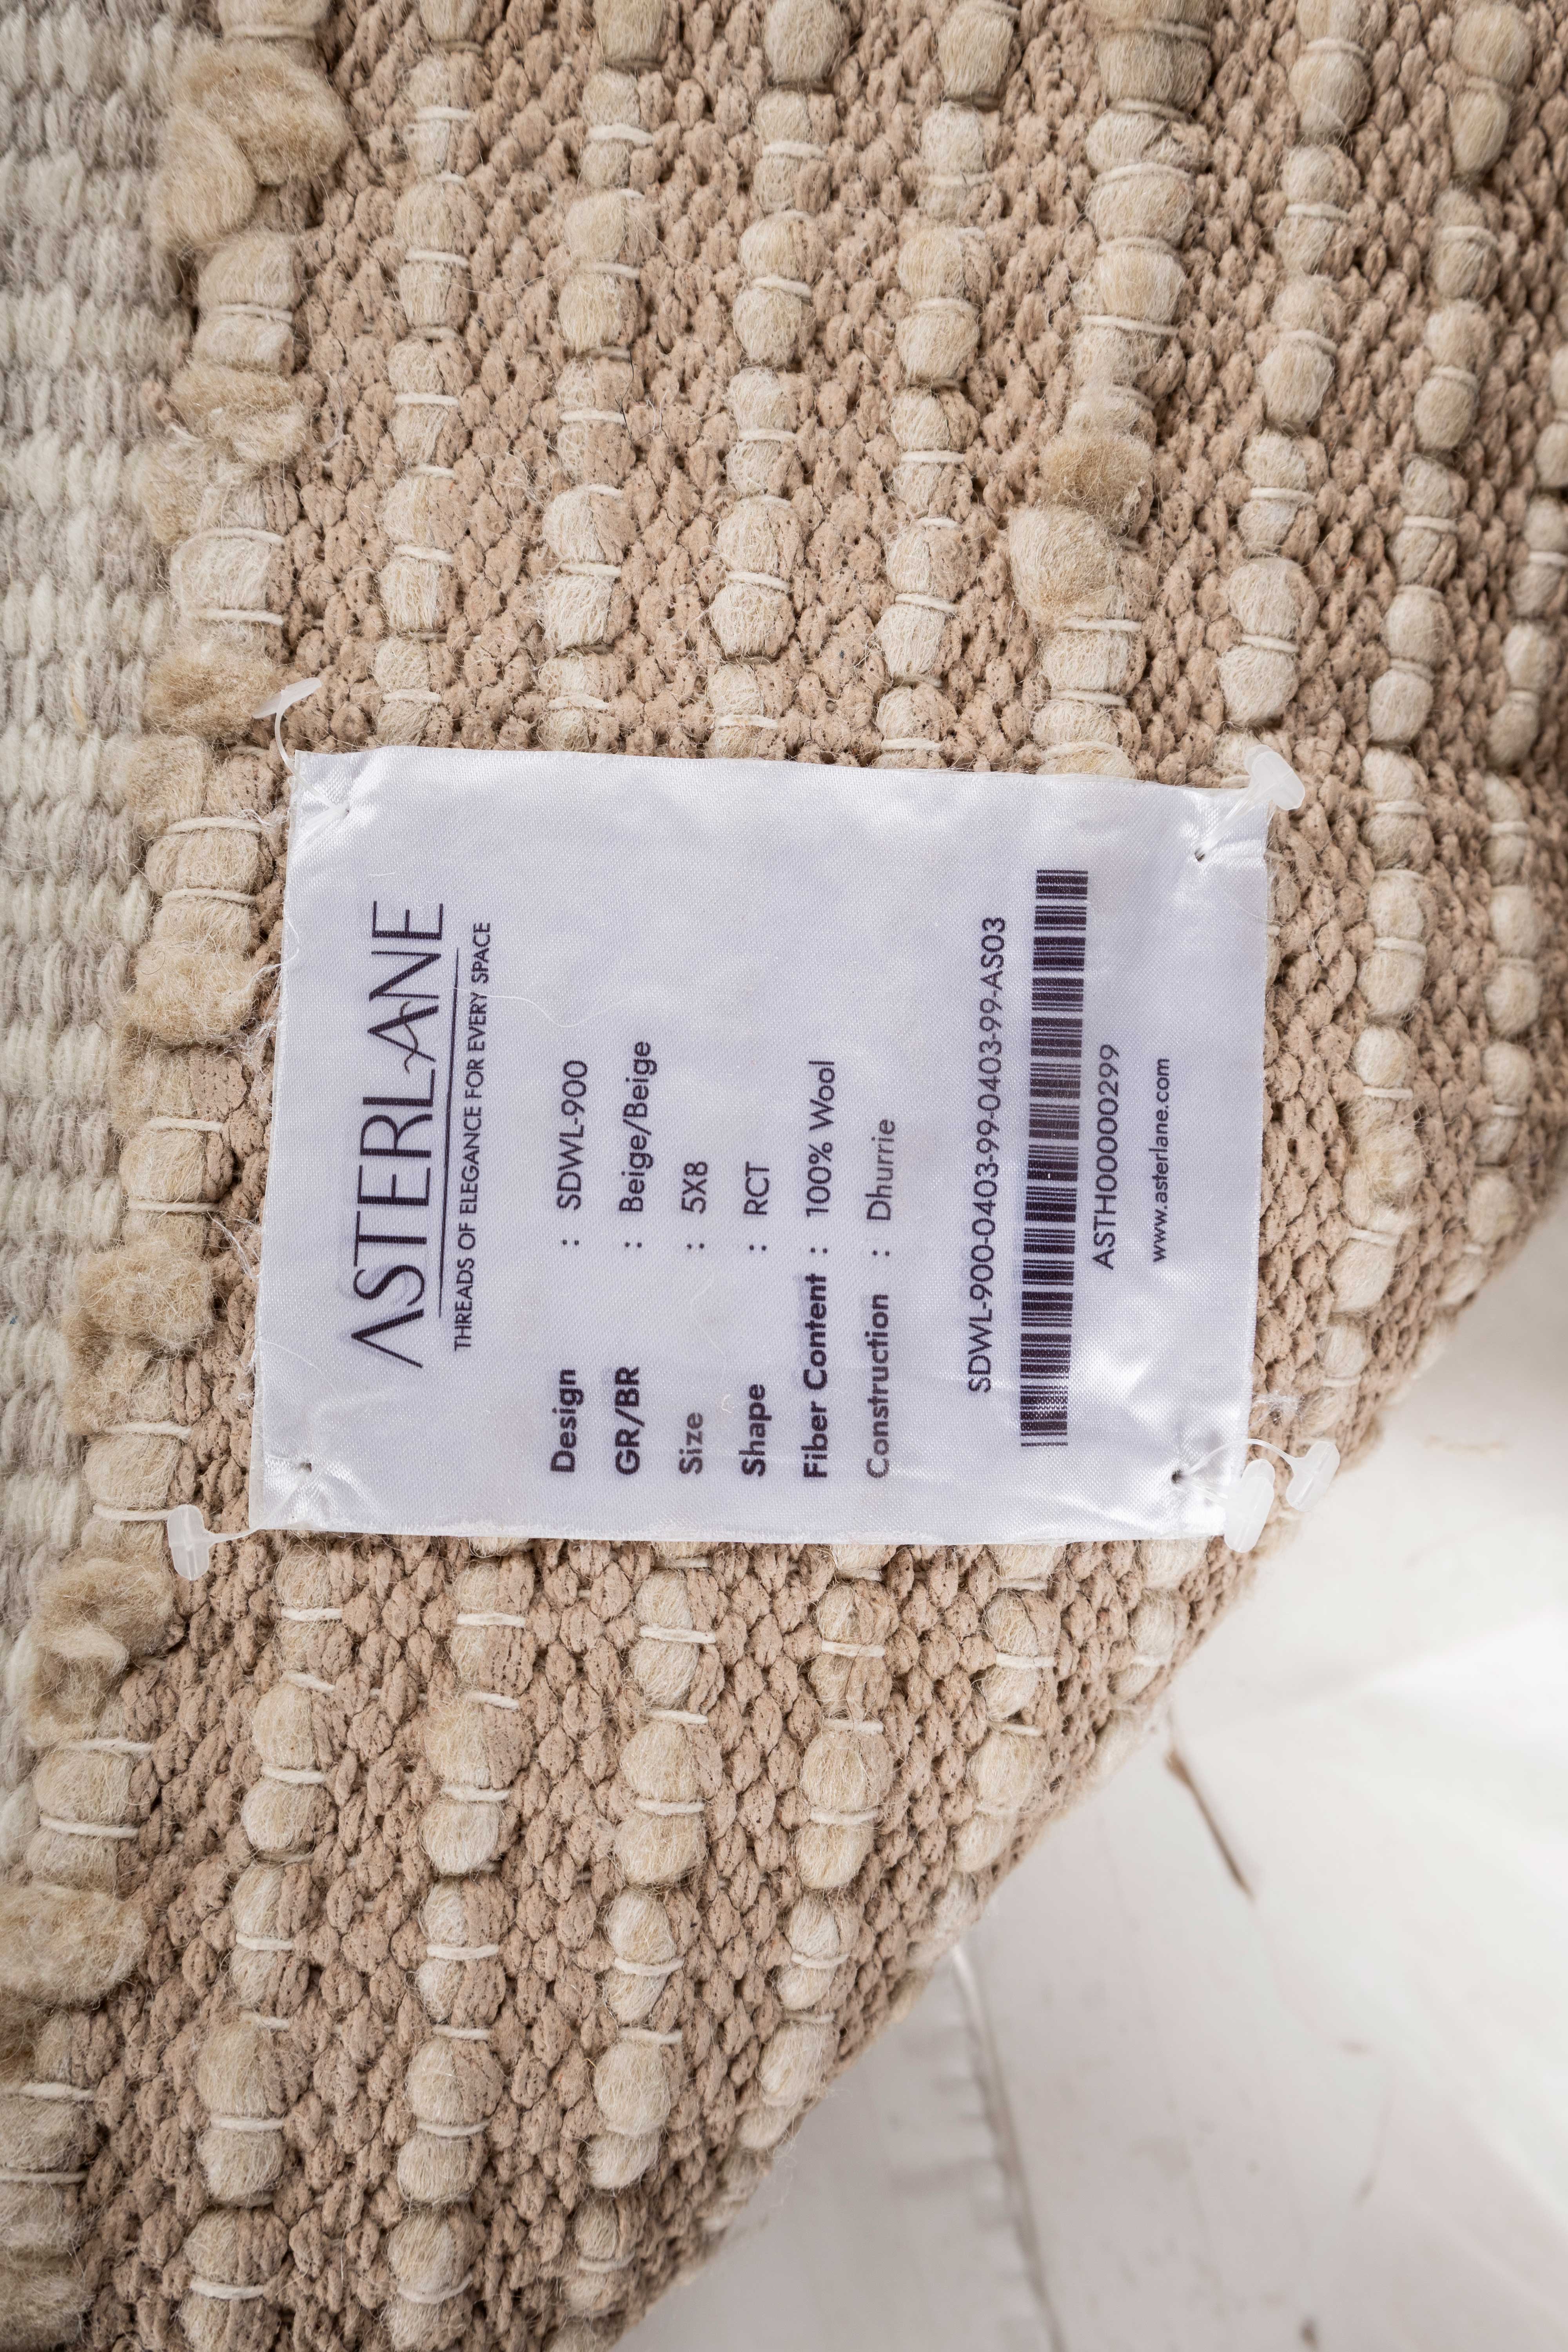 ASTERLANE
THREADS OF ELEGANCE FOR EVERY SPACE
Design : SDWL-900
GR/BR : Beige/Beige
Size : 5X8
Shape : RCT
Fiber Content : 100% Wool
Construction : Dhurrie
SDWL-900-0403-99-0403-99-AS03
ASTH00000299
www.asterlane.com